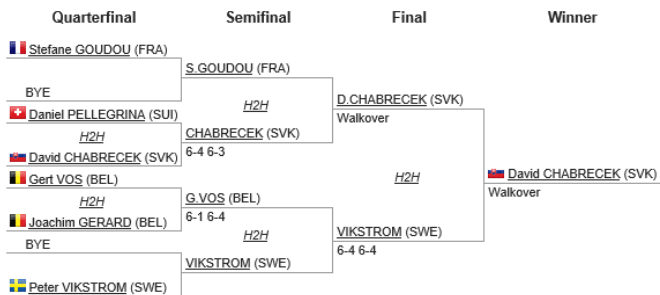 Quarterfinal Semifinal Final Winner
Stefane GOUDOU (FRA)
S.GOUDOU (FRA)
BYE
H2H
D.CHABRECEK (SVK)
Daniel PELLEGRINA (SUI)
Walkover
H2H
CHABRECEK (SVK)
6-4 6-3
David CHABRECEK (SVK)
H2H
David CHABRECEK (SVK)
Gert VOS (BEL)
Walkover
H2H
G.VOS (BEL)
6-1 6-4
Joachim GERARD (BEL)
H2H
VIKSTROM (SWE)
BYE
6-4 6-4
VIKSTROM (SWE)
Peter VIKSTROM (SWE)